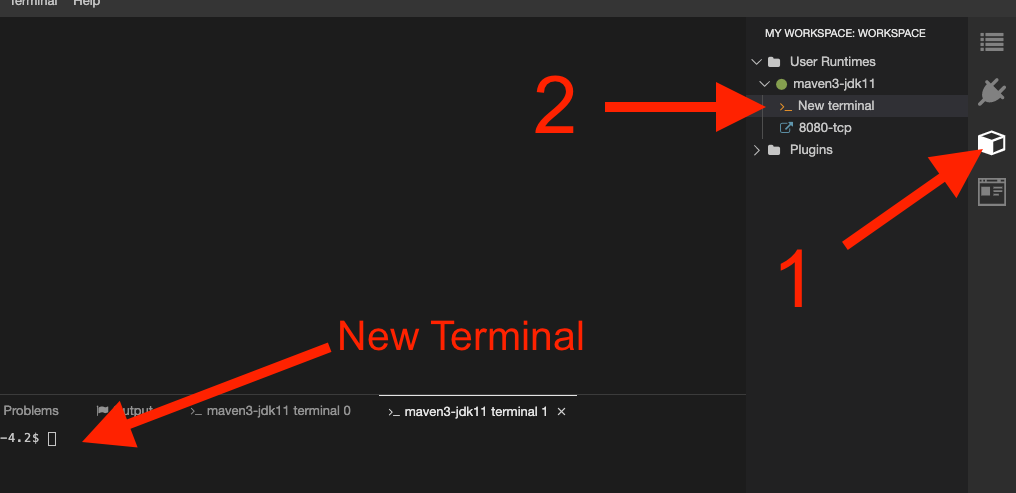 Terminal Help
MY WORKSPACE: WORKSPACE
User Runtimes
maven3-jdk11
2
>_ New terminal
8080-tcp
Plugins
1
New Terminal
Problems
>_ maven3-jdk11 terminal 0
>_ maven3-jdk11 terminal 1 ×
-4.2$